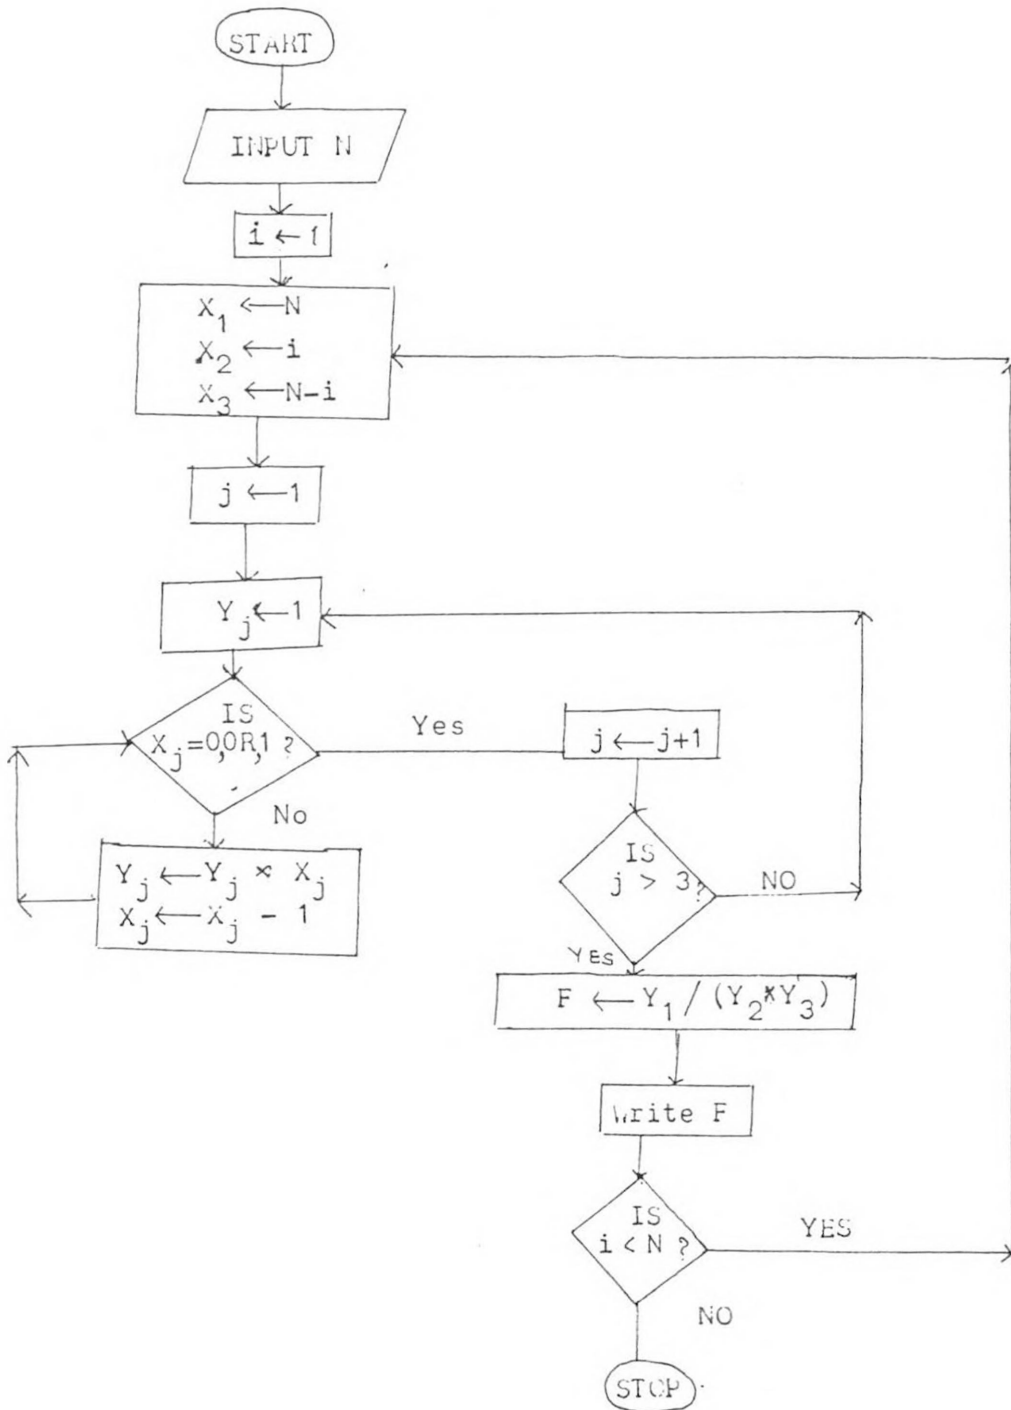 START
INPUT N
i ← 1
X₁ ← N
X₂ ← i
X₃ ← N-i
j ← 1
Yⱼ ← 1
IS
Xⱼ=0,OR,1 ?
Yes
j ← j+1
No
Yⱼ ← Yⱼ * Xⱼ
Xⱼ ← Xⱼ - 1
IS
j > 3?
NO
YES
F ← Y₁ / (Y₂*Y₃)
Write F
IS
i < N ?
YES
NO
STOP